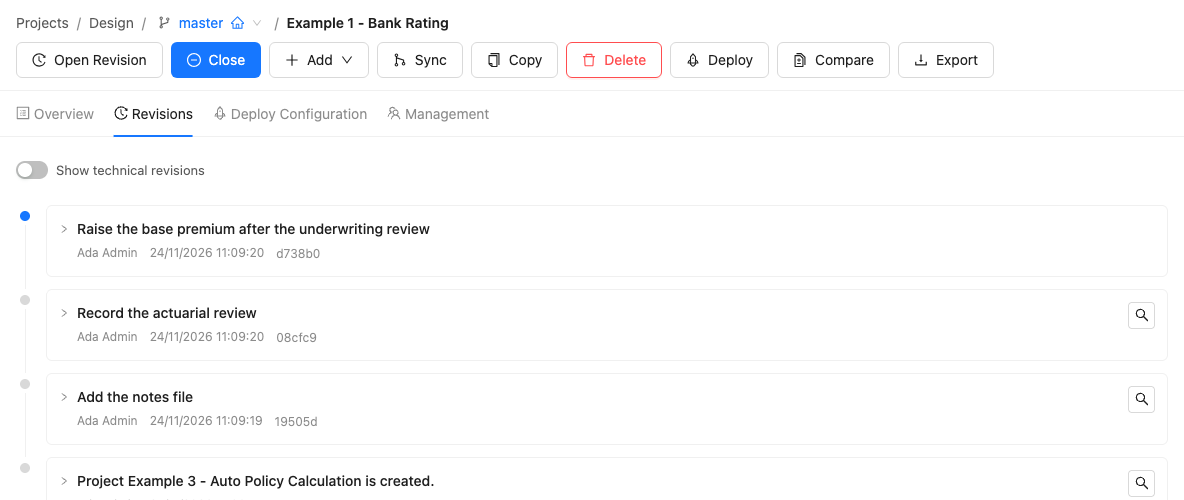 Projects / Design / master / Example 1 - Bank Rating
Open Revision Close Add Sync Copy Delete Deploy Compare Export
Overview Revisions Deploy Configuration Management
Show technical revisions
Raise the base premium after the underwriting review
Ada Admin 24/11/2026 11:09:20 d738b0
Record the actuarial review
Ada Admin 24/11/2026 11:09:20 08cfc9
Add the notes file
Ada Admin 24/11/2026 11:09:19 19505d
Project Example 3 - Auto Policy Calculation is created.